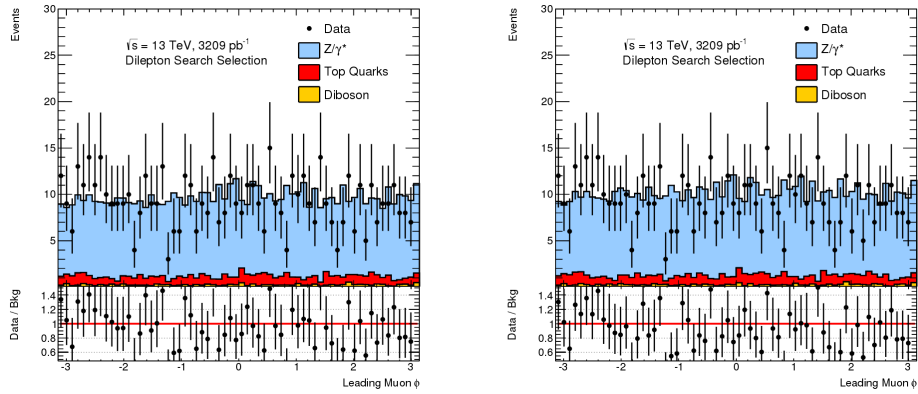 Events
30
25
20
15
10
5
√s = 13 TeV, 3209 pb⁻¹
Dilepton Search Selection
Data
Z/γ*
Top Quarks
Diboson
Data / Bkg
1.4
1.2
1
0.8
0.6
-3 -2 -1 0 1 2 3
Leading Muon ϕ
Events
30
25
20
15
10
5
√s = 13 TeV, 3209 pb⁻¹
Dilepton Search Selection
Data
Z/γ*
Top Quarks
Diboson
Data / Bkg
1.4
1.2
1
0.8
0.6
-3 -2 -1 0 1 2 3
Leading Muon ϕ